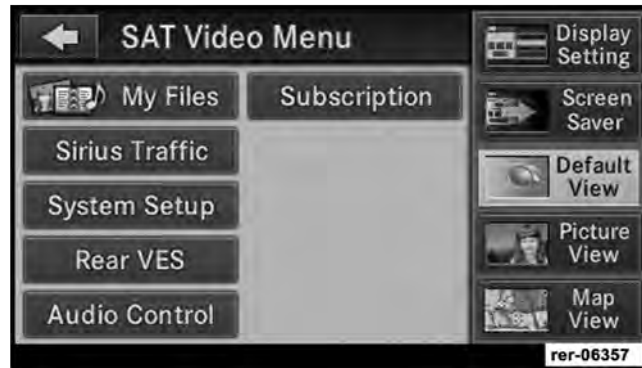 SAT Video Menu
My Files
Subscription
Sirius Traffic
System Setup
Rear VES
Audio Control
Display
Setting
Screen
Saver
Default
View
Picture
View
Map
View
rer-06357